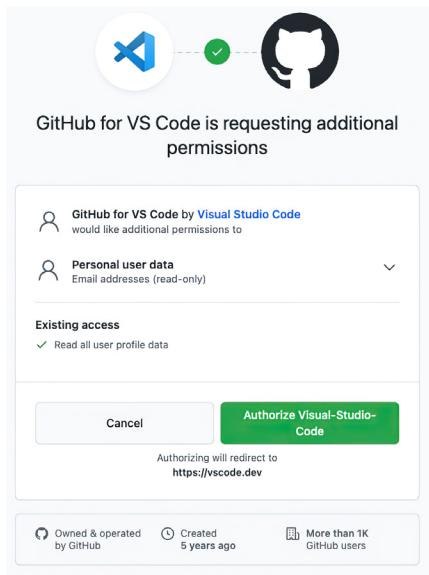 GitHub for VS Code is requesting additional
permissions
GitHub for VS Code by Visual Studio Code
would like additional permissions to
Personal user data
Email addresses (read-only)
Existing access
Read all user profile data
Cancel
Authorize Visual-Studio-
Code
Authorizing will redirect to
https://vscode.dev
Owned & operated
by GitHub
Created
5 years ago
More than 1K
GitHub users